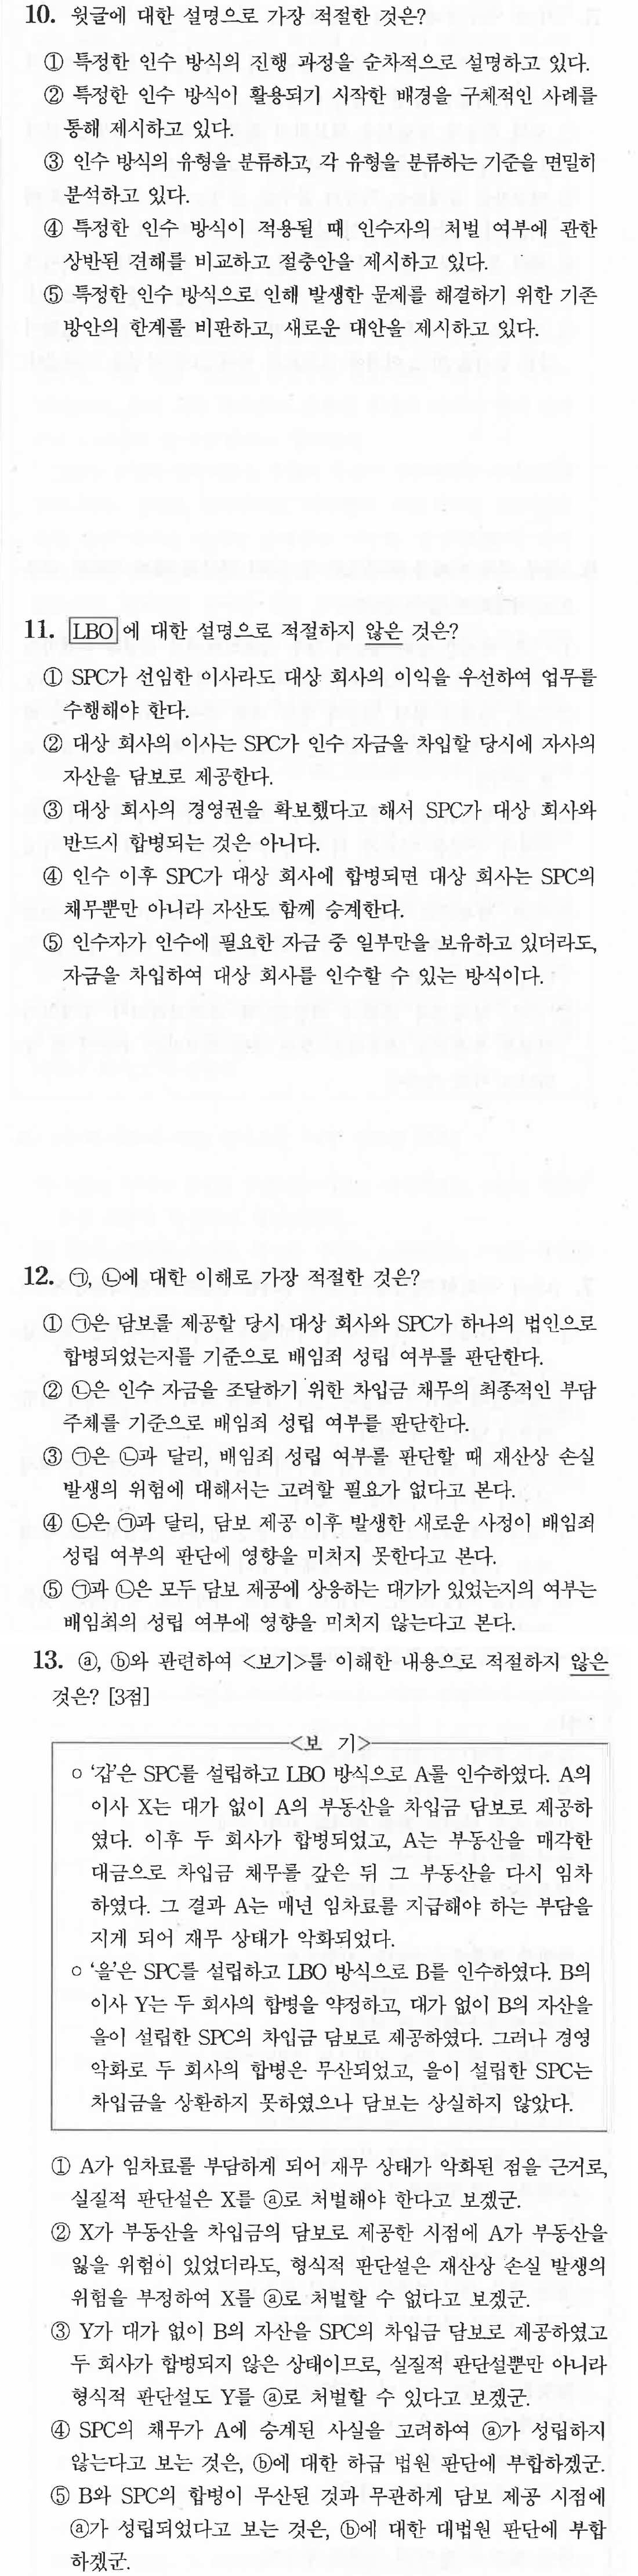 10. 윗글에 대한 설명으로 가장 적절한 것은?
① 특정한 인수 방식의 진행 과정을 순차적으로 설명하고 있다.
② 특정한 인수 방식이 활용되기 시작한 배경을 구체적인 사례를
통해 제시하고 있다.
③ 인수 방식의 유형을 분류하고, 각 유형을 분류하는 기준을 면밀히
분석하고 있다.
④ 특정한 인수 방식이 적용될 때 인수자의 처벌 여부에 관한
상반된 견해를 비교하고 절충안을 제시하고 있다.
⑤ 특정한 인수 방식으로 인해 발생한 문제를 해결하기 위한 기존
방안의 한계를 비판하고, 새로운 대안을 제시하고 있다.
11. LBO 에 대한 설명으로 적절하지 않은 것은?
① SPC가 선임한 이사라도 대상 회사의 이익을 우선하여 업무를
수행해야 한다.
② 대상 회사의 이사는 SPC가 인수 자금을 차입할 당시에 자사의
자산을 담보로 제공한다.
③ 대상 회사의 경영권을 확보했다고 해서 SPC가 대상 회사와
반드시 합병되는 것은 아니다.
④ 인수 이후 SPC가 대상 회사에 합병되면 대상 회사는 SPC의
채무뿐만 아니라 자산도 함께 승계한다.
⑤ 인수자가 인수에 필요한 자금 중 일부만을 보유하고 있더라도,
자금을 차입하여 대상 회사를 인수할 수 있는 방식이다.
12. ㉠, ㉡에 대한 이해로 가장 적절한 것은?
① ㉠은 담보를 제공할 당시 대상 회사와 SPC가 하나의 법인으로
합병되었는지를 기준으로 배임죄 성립 여부를 판단한다.
② ㉡은 인수 자금을 조달하기 위한 차입금 채무의 최종적인 부담
주체를 기준으로 배임죄 성립 여부를 판단한다.
③ ㉠은 ㉡과 달리, 배임죄 성립 여부를 판단할 때 재산상 손실
발생의 위험에 대해서는 고려할 필요가 없다고 본다.
④ ㉡은 ㉠과 달리, 담보 제공 이후 발생한 새로운 사정이 배임죄
성립 여부의 판단에 영향을 미치지 못한다고 본다.
⑤ ㉠과 ㉡은 모두 담보 제공에 상응하는 대가가 있었는지의 여부는
배임죄의 성립 여부에 영향을 미치지 않는다고 본다.
13. ⓐ, ⓑ와 관련하여 <보기>를 이해한 내용으로 적절하지 않은
것은? [3점]
<보 기>
○ '갑'은 SPC를 설립하고 LBO 방식으로 A를 인수하였다. A의
이사 X는 대가 없이 A의 부동산을 차입금 담보로 제공하
였다. 이후 두 회사가 합병되었고, A는 부동산을 매각한
대금으로 차입금 채무를 갚은 뒤 그 부동산을 다시 임차
하였다. 그 결과 A는 매년 임차료를 지급해야 하는 부담을
지게 되어 재무 상태가 악화되었다.
○ '을'은 SPC를 설립하고 LBO 방식으로 B를 인수하였다. B의
이사 Y는 두 회사의 합병을 약정하고, 대가 없이 B의 자산을
을이 설립한 SPC의 차입금 담보로 제공하였다. 그러나 경영
악화로 두 회사의 합병은 무산되었고, 을이 설립한 SPC는
차입금을 상환하지 못하였으나 담보는 상실하지 않았다.
① A가 임차료를 부담하게 되어 재무 상태가 악화된 점을 근거로,
실질적 판단설은 X를 ⓐ로 처벌해야 한다고 보겠군.
② X가 부동산을 차입금의 담보로 제공한 시점에 A가 부동산을
잃을 위험이 있었더라도, 형식적 판단설은 재산상 손실 발생의
위험을 부정하여 X를 ⓐ로 처벌할 수 없다고 보겠군.
③ Y가 대가 없이 B의 자산을 SPC의 차입금 담보로 제공하였고
두 회사가 합병되지 않은 상태이므로, 실질적 판단설뿐만 아니라
형식적 판단설도 Y를 ⓐ로 처벌할 수 있다고 보겠군.
④ SPC의 채무가 A에 승계된 사실을 고려하여 ⓐ가 성립하지
않는다고 보는 것은, ⓑ에 대한 하급 법원 판단에 부합하겠군.
⑤ B와 SPC의 합병이 무산된 것과 무관하게 담보 제공 시점에
ⓐ가 성립되었다고 보는 것은, ⓑ에 대한 대법원 판단에 부합
하겠군.